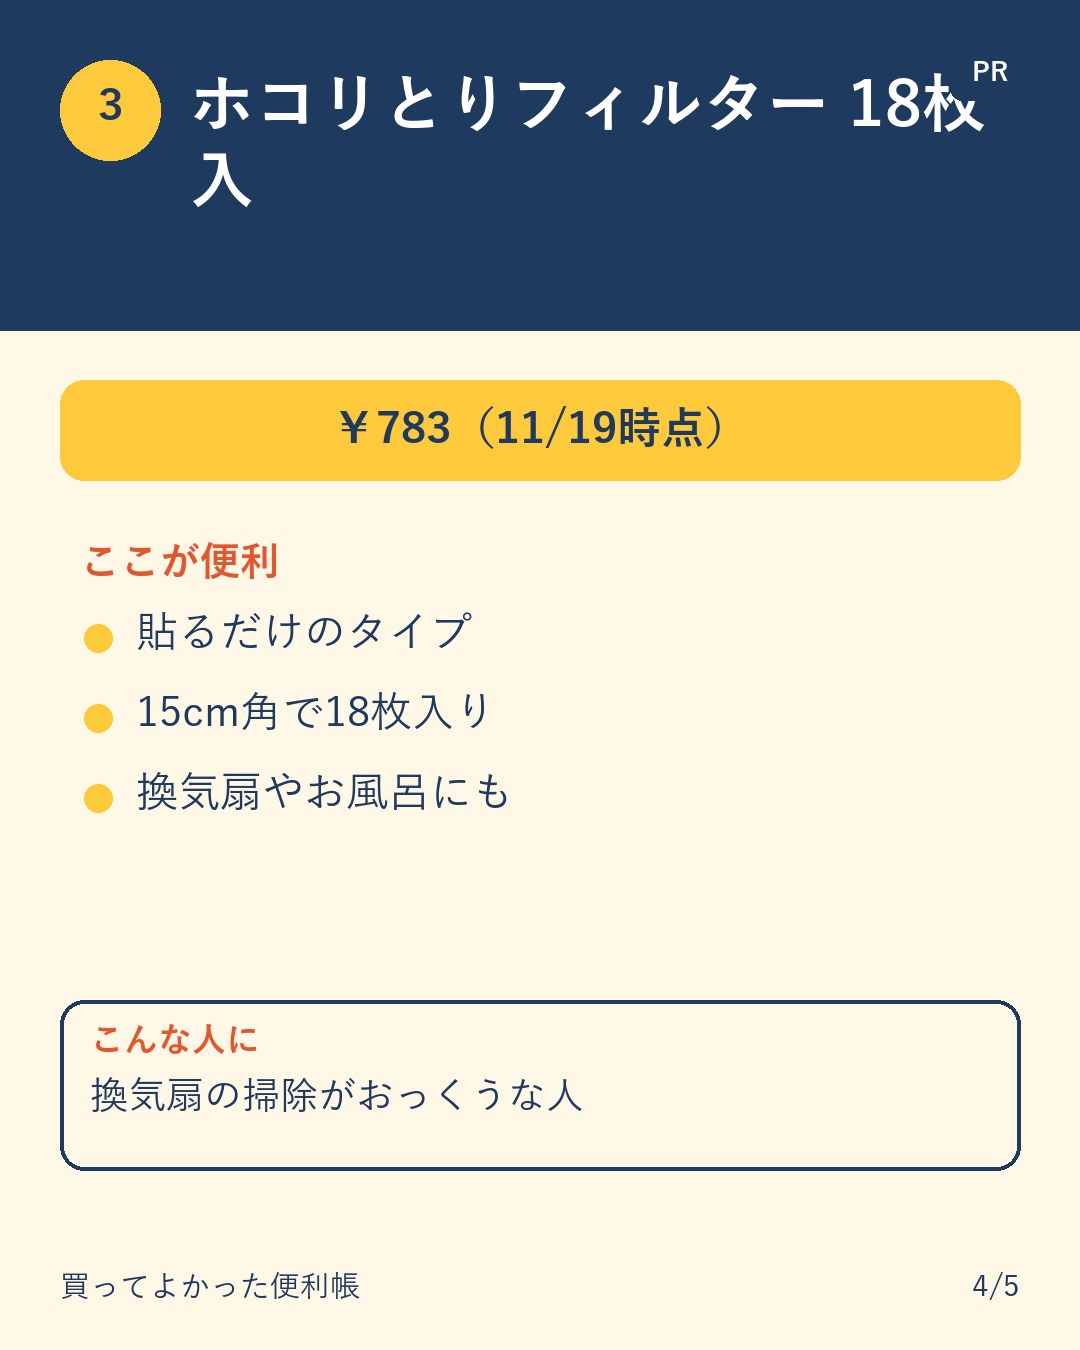 PR
3
ホコリとりフィルター 18枚
入
¥783（11/19時点）
ここが便利
貼るだけのタイプ
15cm角で18枚入り
換気扇やお風呂にも
こんな人に
換気扇の掃除がおっくうな人
買ってよかった便利帳
4/5